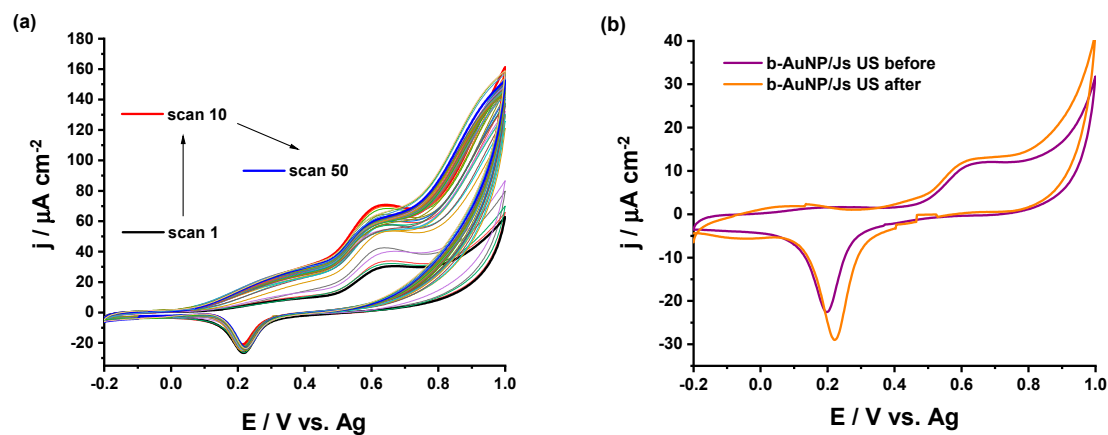 (a)
180
160
140
120
100
80
60
40
20
0
-20
j / µA cm-2
scan 10
scan 50
scan 1
-0.2 0.0 0.2 0.4 0.6 0.8 1.0
E / V vs. Ag
(b)
40
30
20
10
0
-10
-20
-30
j / µA cm-2
b-AuNP/Js US before
b-AuNP/Js US after
-0.2 0.0 0.2 0.4 0.6 0.8 1.0
E / V vs. Ag